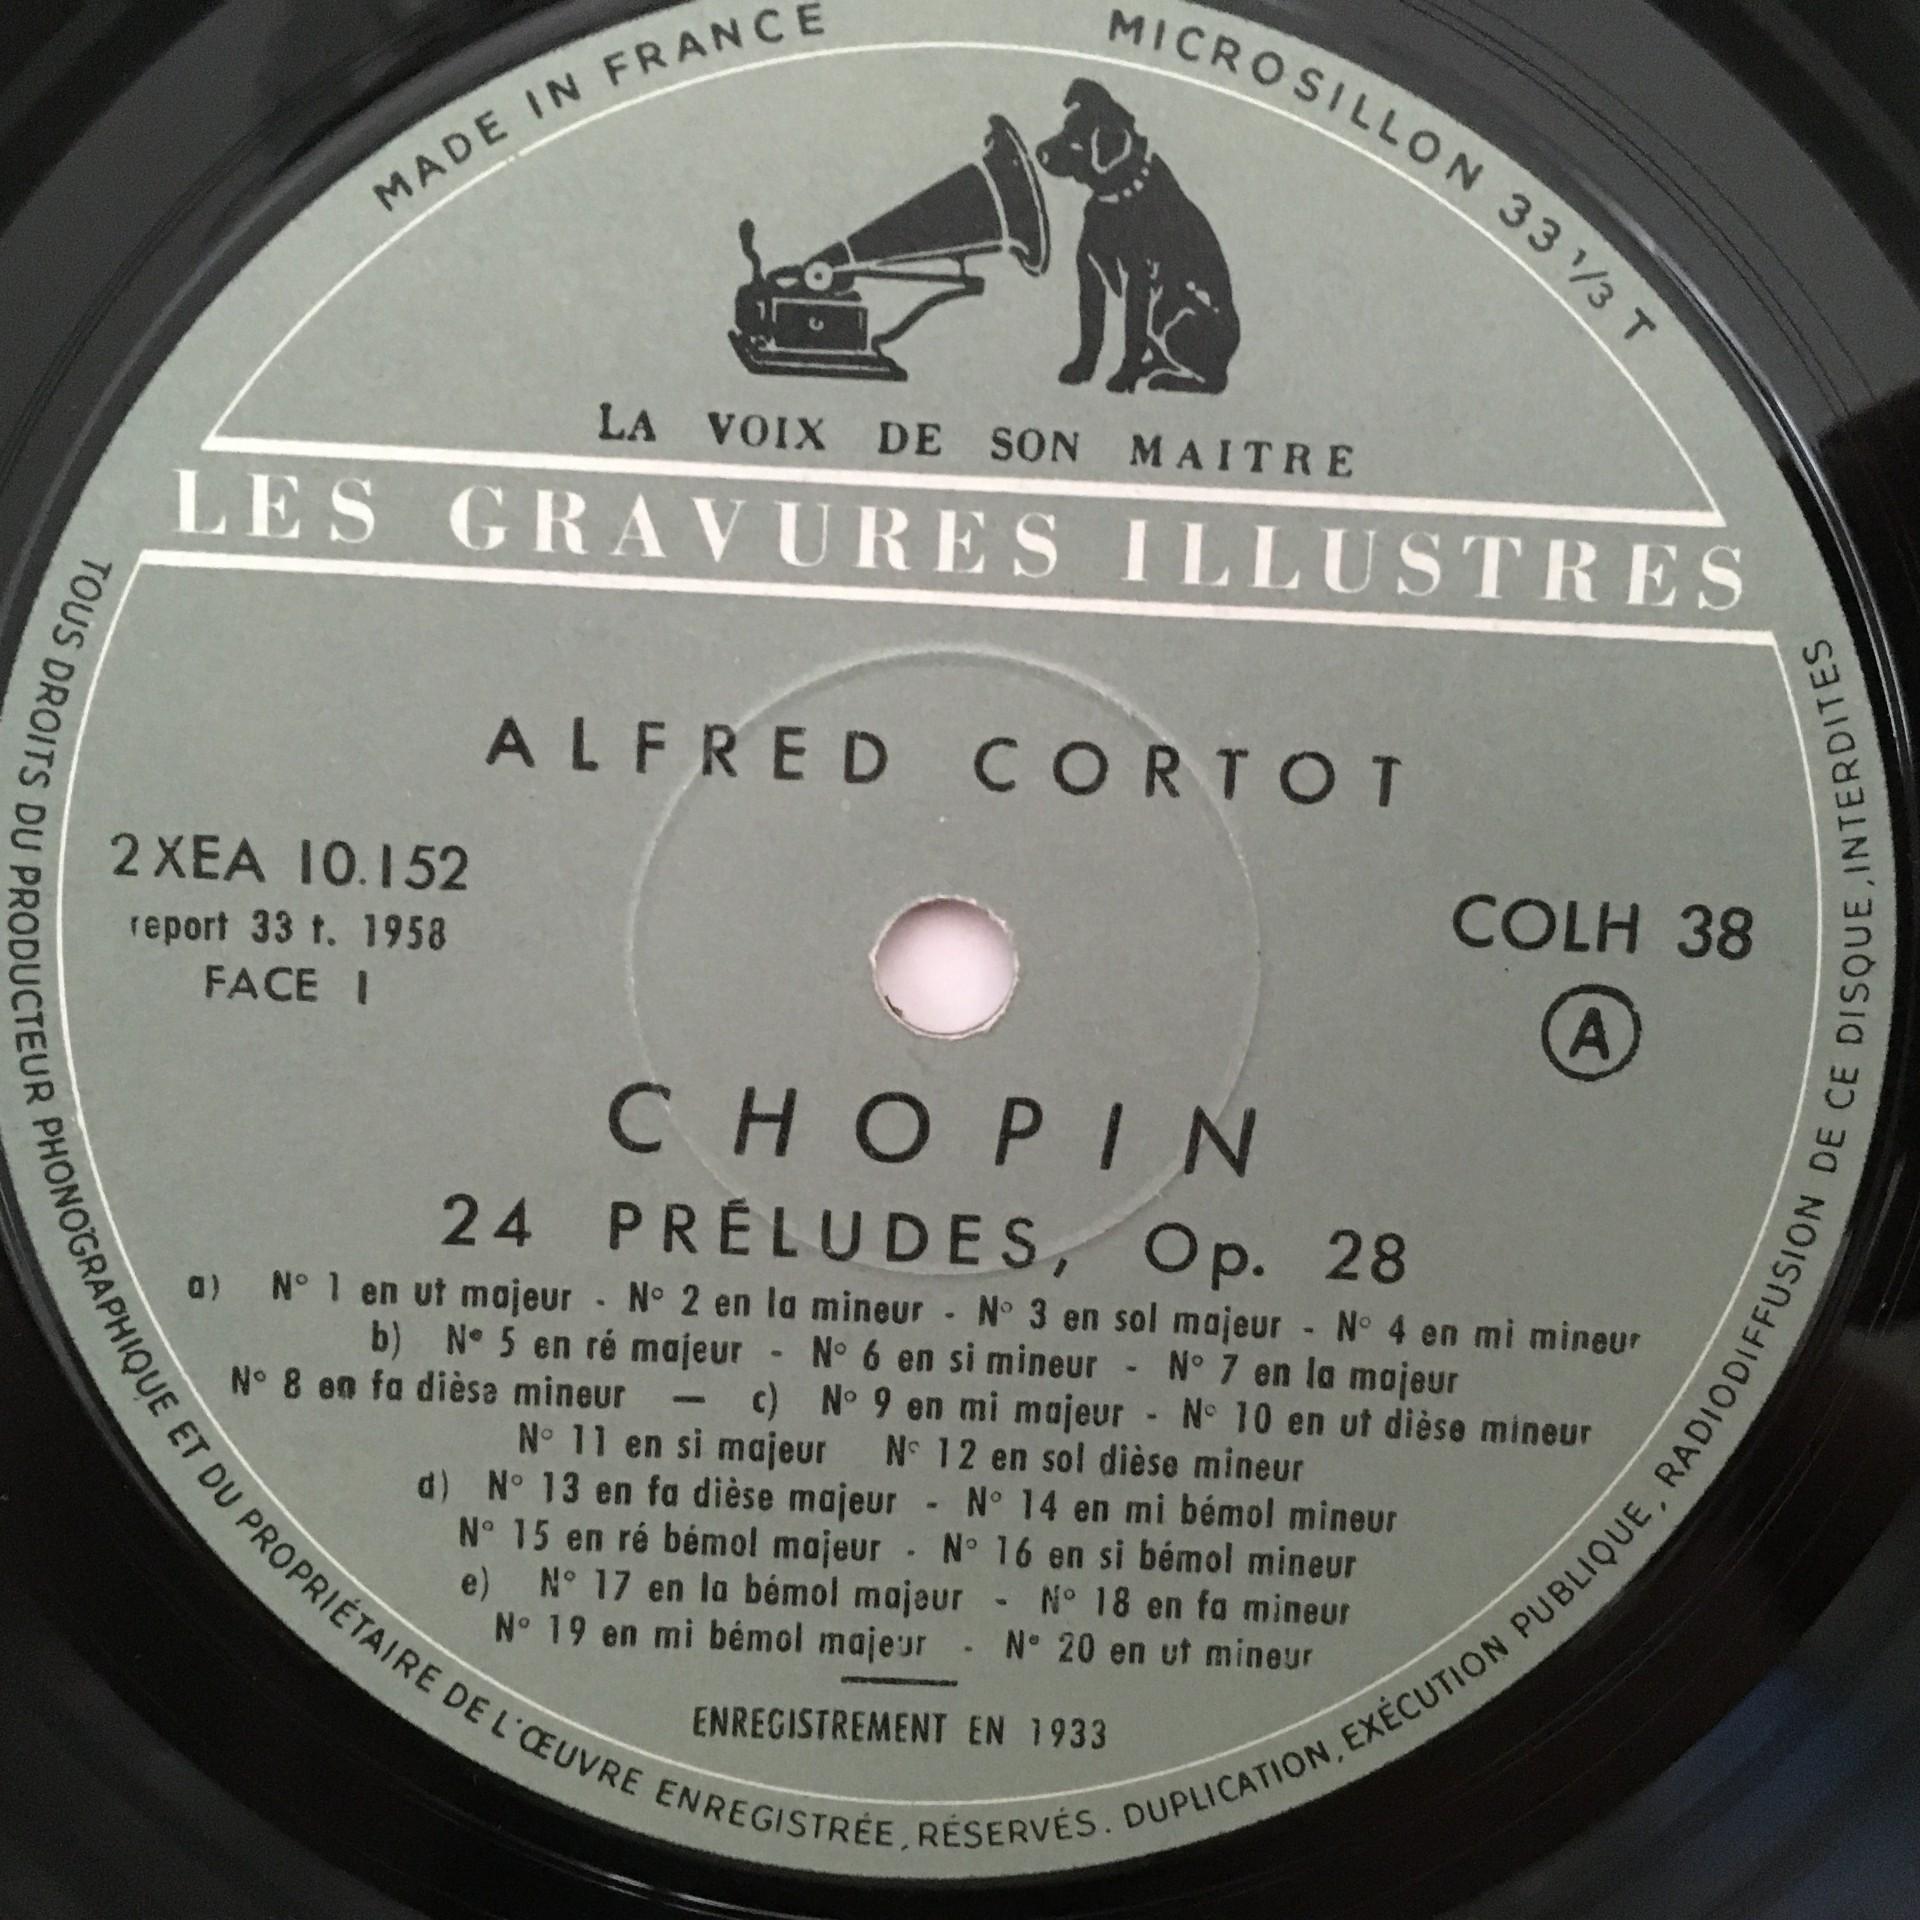 MADE IN FRANCE
MICROSILLON 33 1/3 T
LA VOIX DE SON MAITRE
LES GRAVURES ILLUSTRES
ALFRED CORTOT
2 XEA 10.152
report 33 t. 1958
FACE 1
COLH 38
A
CHOPIN
24 PRÉLUDES, Op. 28
a) N° 1 en ut majeur - N° 2 en la mineur - N° 3 en sol majeur - N° 4 en mi mineur
b) N° 5 en ré majeur - N° 6 en si mineur - N° 7 en la majeur
N° 8 en fa dièse mineur — c) N° 9 en mi majeur - N° 10 en ut dièse mineur
N° 11 en si majeur N° 12 en sol dièse mineur
d) N° 13 en fa dièse majeur - N° 14 en mi bémol mineur
N° 15 en ré bémol majeur - N° 16 en si bémol mineur
e) N° 17 en la bémol majeur - N° 18 en fa mineur
N° 19 en mi bémol majeur - N° 20 en ut mineur
ENREGISTREMENT EN 1933
TOUS DROITS DU PRODUCTEUR PHONOGRAPHIQUE ET DU PROPRIÉTAIRE DE L'ŒUVRE ENREGISTRÉE, RÉSERVÉS. DUPLICATION, EXÉCUTION PUBLIQUE, RADIODIFFUSION DE CE DISQUE, INTERDITES